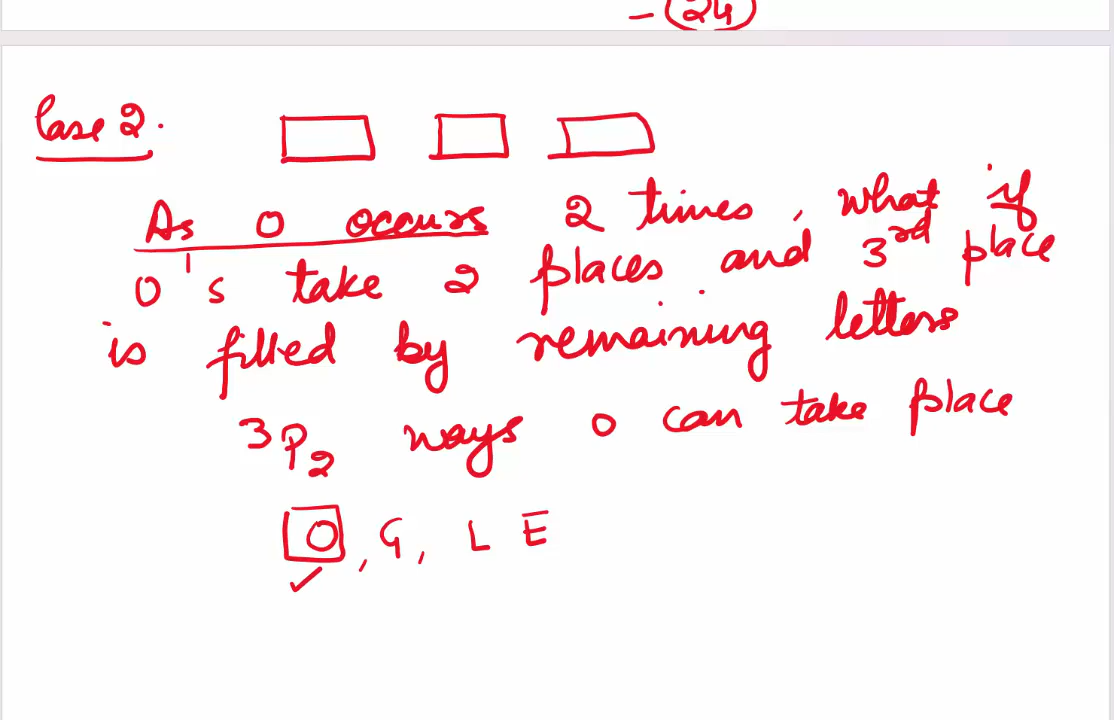 - 24
Case 2.
As O occurs 2 times, what if
O's take 2 places and 3rd place
is filled by remaining letters
3P2 ways O can take place
O, G, L E